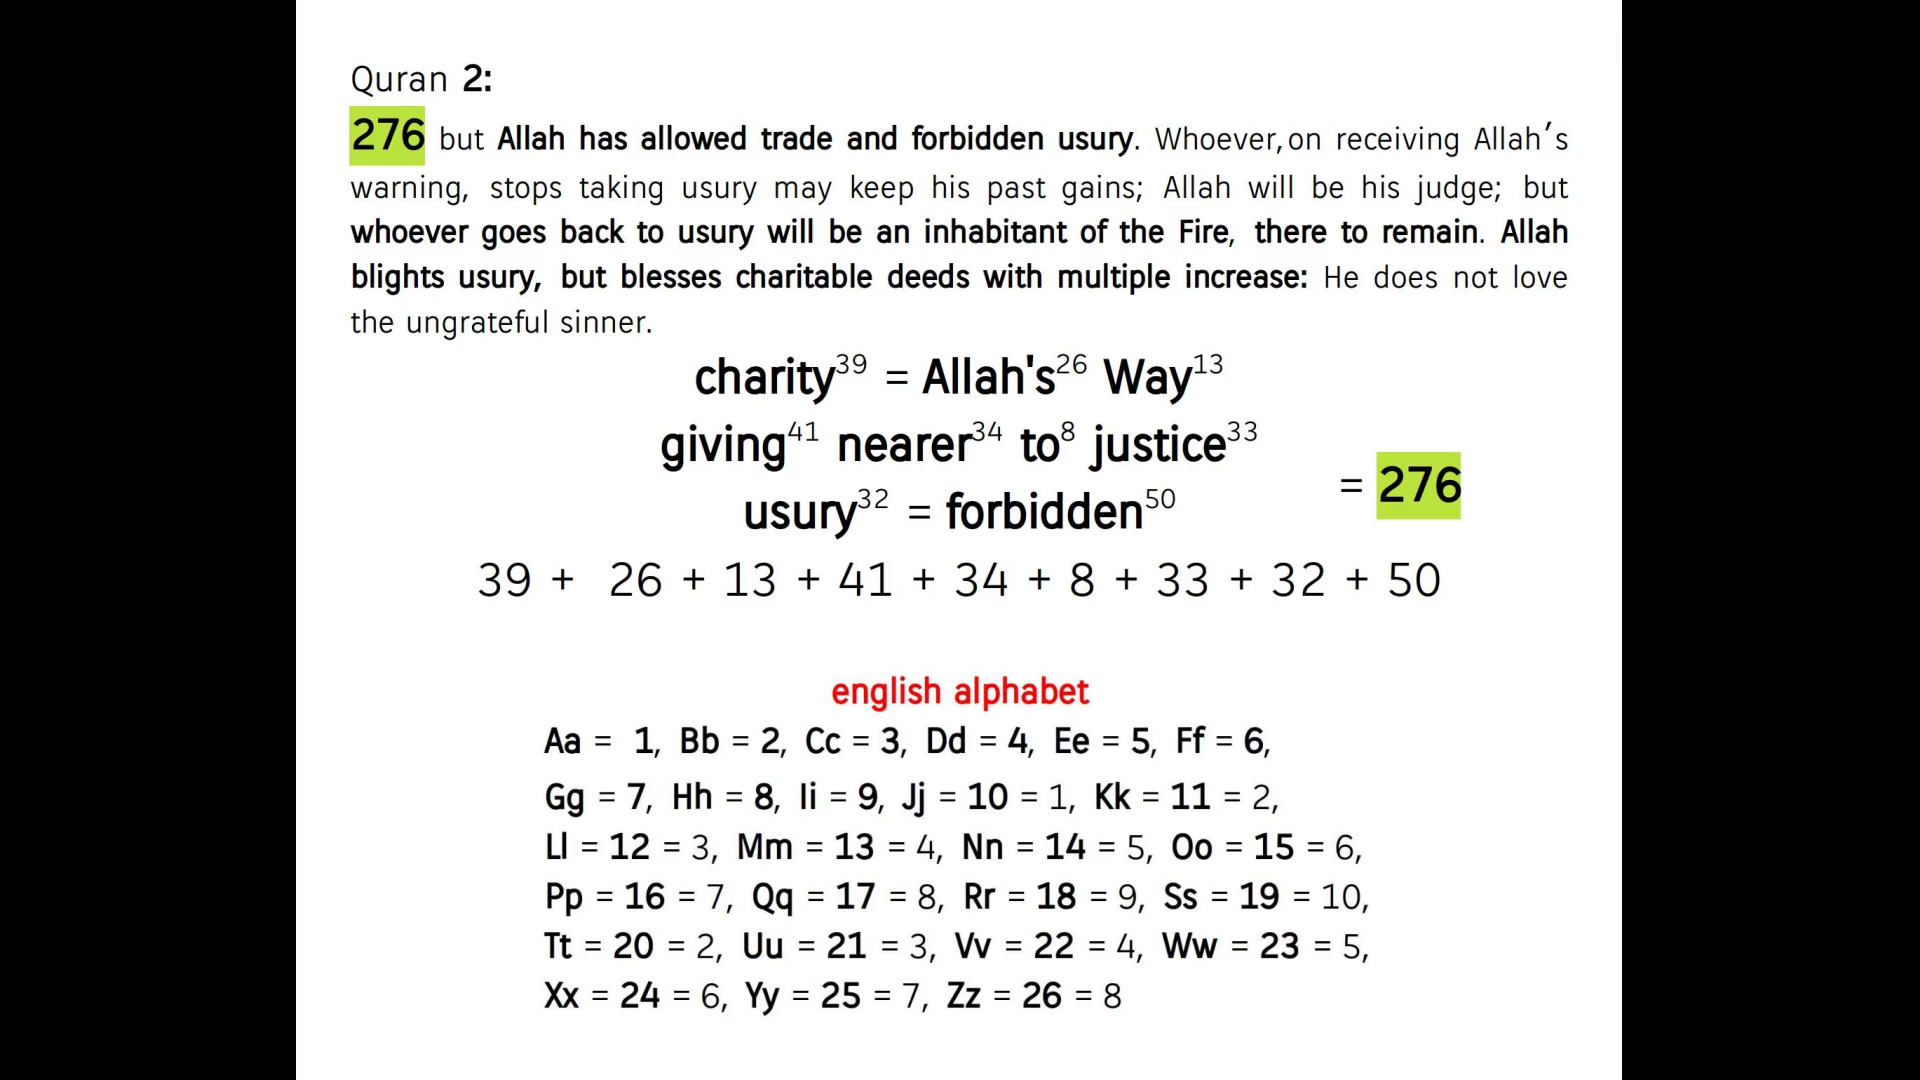 Quran 2:
276 but Allah has allowed trade and forbidden usury. Whoever, on receiving Allah's
warning, stops taking usury may keep his past gains; Allah will be his judge; but
whoever goes back to usury will be an inhabitant of the Fire, there to remain. Allah
blights usury, but blesses charitable deeds with multiple increase: He does not love
the ungrateful sinner.
charity39 = Allah's26 Way13
giving41 nearer34 to8 justice33
= 276
usury32 = forbidden50
39 + 26 + 13 + 41 + 34 + 8 + 33 + 32 + 50
english alphabet
Aa = 1, Bb = 2, Cc = 3, Dd = 4, Ee = 5, Ff = 6,
Gg = 7, Hh = 8, Ii = 9, Jj = 10 = 1, Kk = 11 = 2,
Ll = 12 = 3, Mm = 13 = 4, Nn = 14 = 5, Oo = 15 = 6,
Pp = 16 = 7, Qq = 17 = 8, Rr = 18 = 9, Ss = 19 = 10,
Tt = 20 = 2, Uu = 21 = 3, Vv = 22 = 4, Ww = 23 = 5,
Xx = 24 = 6, Yy = 25 = 7, Zz = 26 = 8